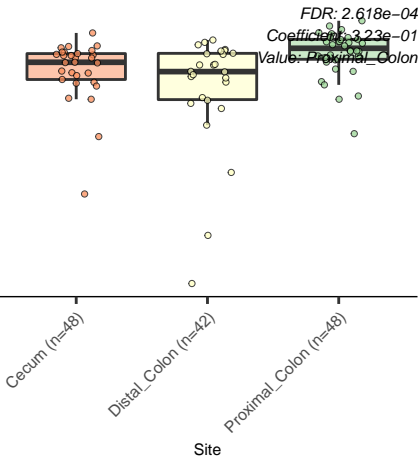 FDR: 2.618e−04
Coefficient: 3.23e−01
Value: Proximal_Colon
Cecum (n=48)
Distal_Colon (n=42)
Proximal_Colon (n=48)
Site